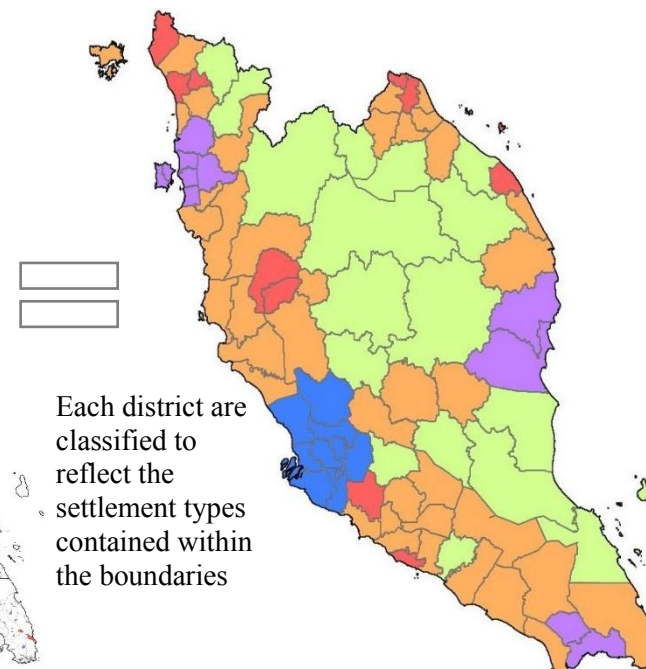 Each district are
classified to
reflect the
settlement types
contained within
the boundaries